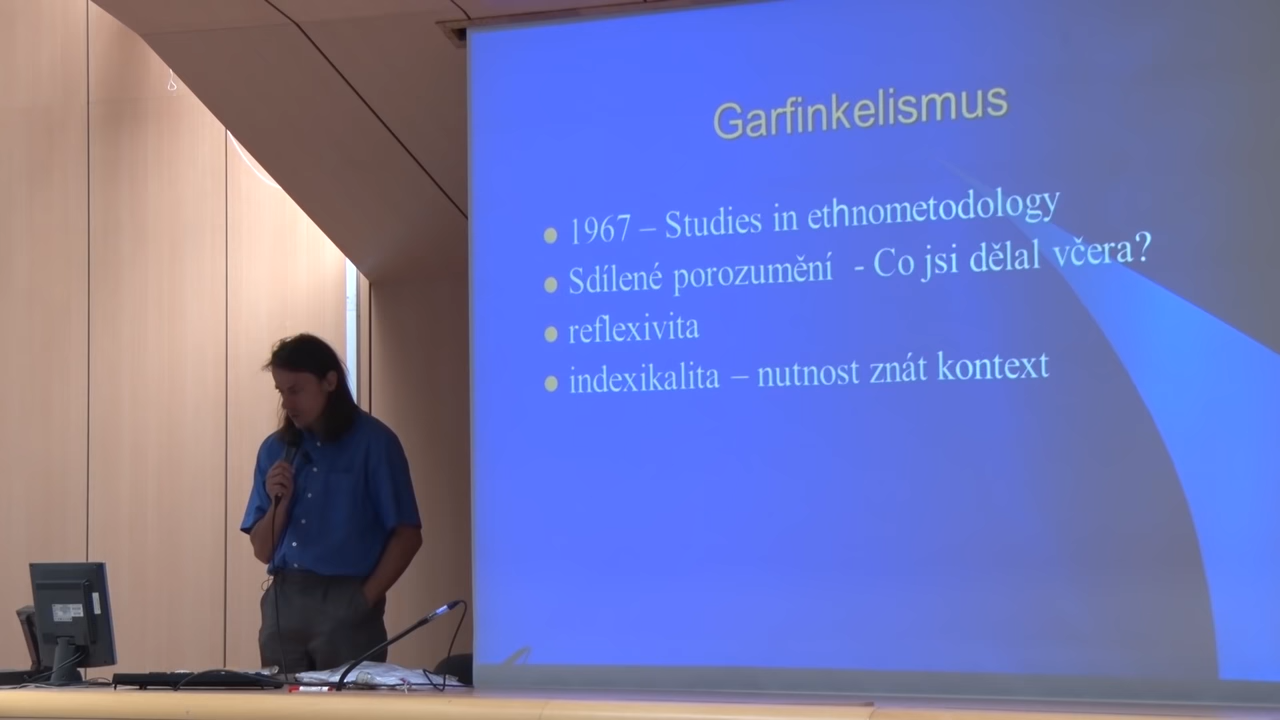 Garfinkelismus
1967 – Studies in ethnometodology
Sdílené porozumění - Co jsi dělal včera?
reflexivita
indexikalita – nutnost znát kontext